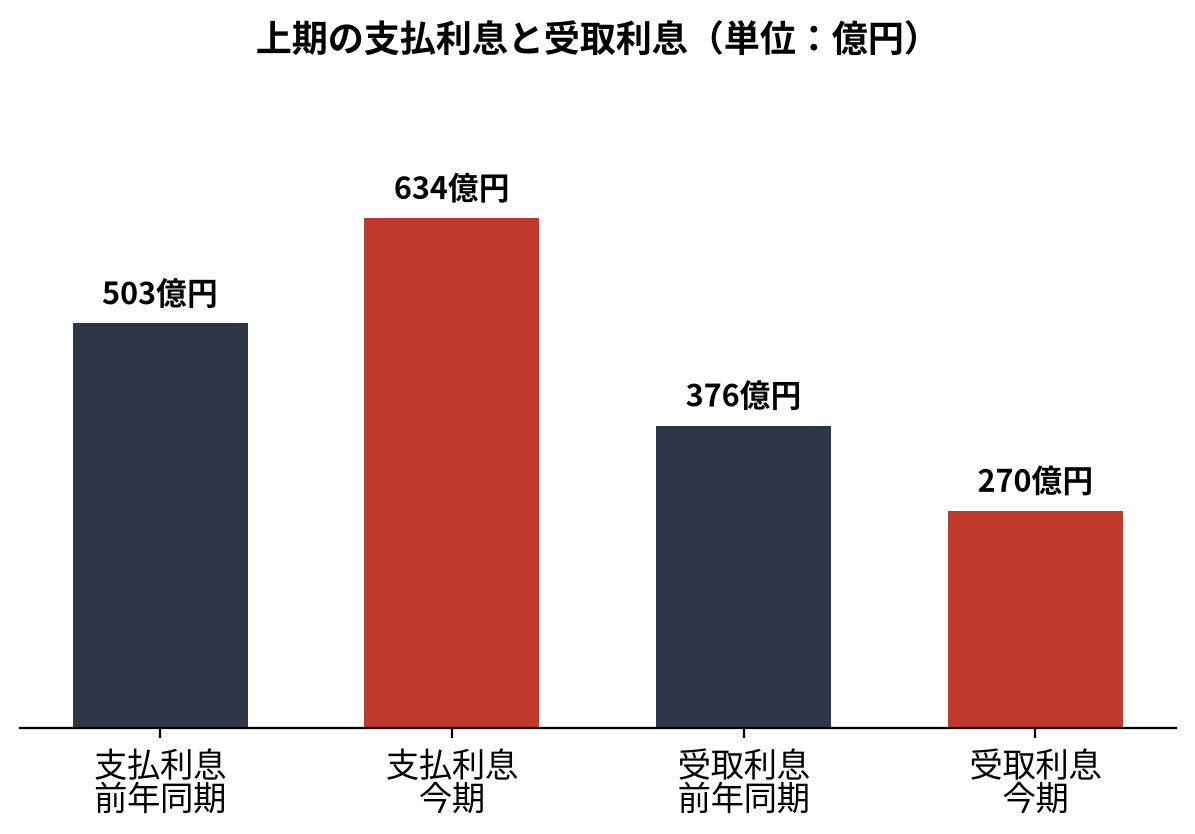 上期の支払利息と受取利息（単位：億円）
503億円
634億円
376億円
270億円
支払利息
前年同期
支払利息
今期
受取利息
前年同期
受取利息
今期